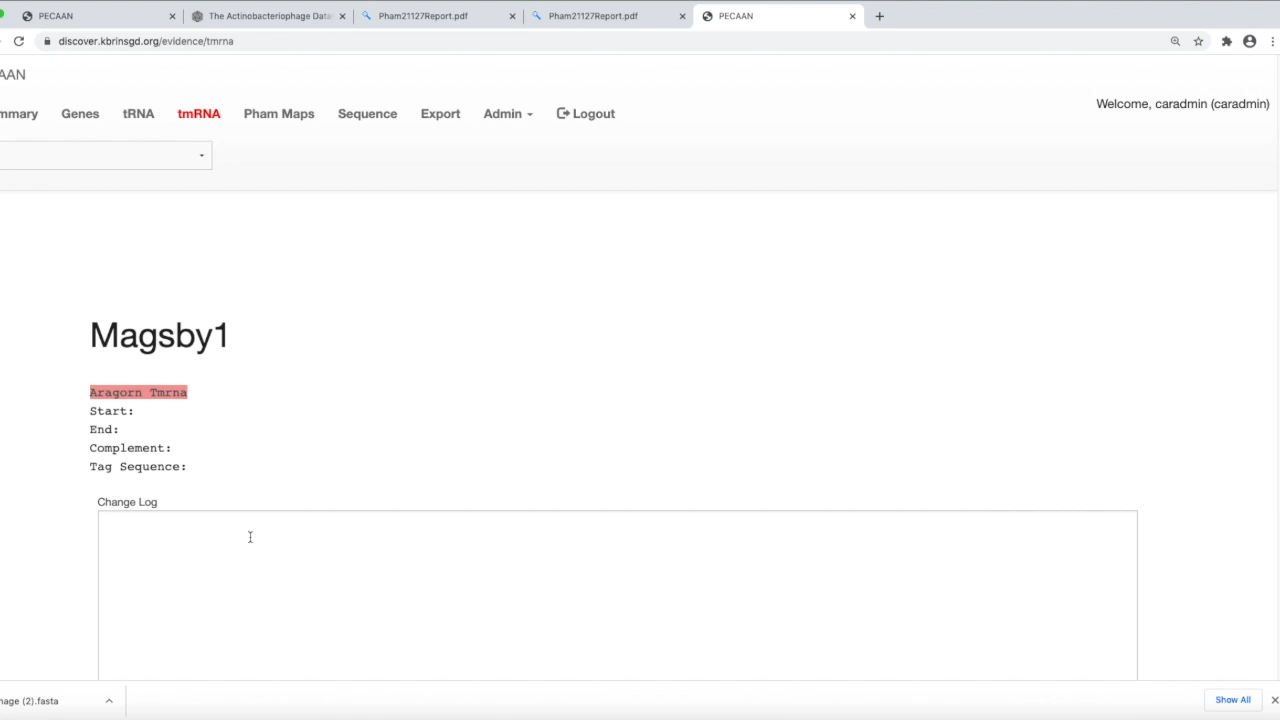 PECAAN
The Actinobacteriophage Data
Pham21127Report.pdf
Pham21127Report.pdf
PECAAN
discover.kbrinsgd.org/evidence/tmrna
AAN
mmary Genes tRNA tmRNA Pham Maps Sequence Export Admin Logout
Welcome, caradmin (caradmin)
Magsby1
Aragorn Tmrna
Start:
End:
Complement:
Tag Sequence:
Change Log
hage (2).fasta
Show All